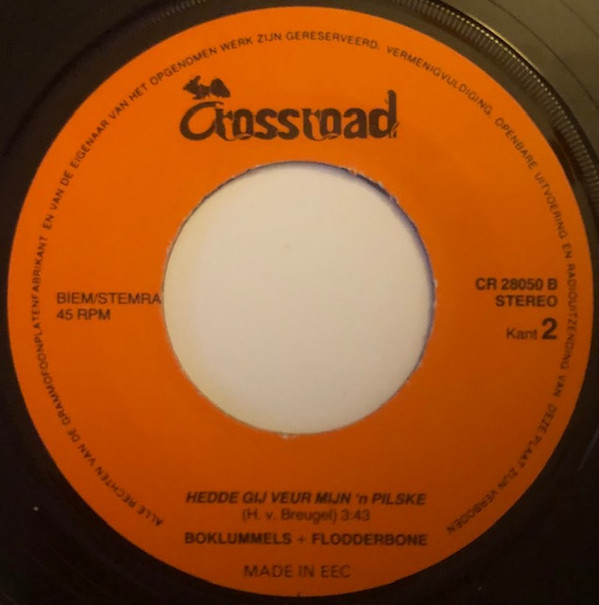 ALLE RECHTEN VAN DE GRAMMOFOONPLATENFABRIKANT EN VAN DE EIGENAAR VAN HET OPGENOMEN WERK ZIJN GERESERVEERD. VERMENIGVULDIGING, OPENBARE UITVOERING EN RADIOUITZENDING VAN DEZE PLAAT ZIJN VERBODEN
Crossroad
BIEM/STEMRA
45 RPM
CR 28050 B
STEREO
Kant 2
HEDDE GIJ VEUR MIJN 'n PILSKE
(H. v. Breugel) 3:43
BOKLUMMELS + FLODDERBONE
MADE IN EEC